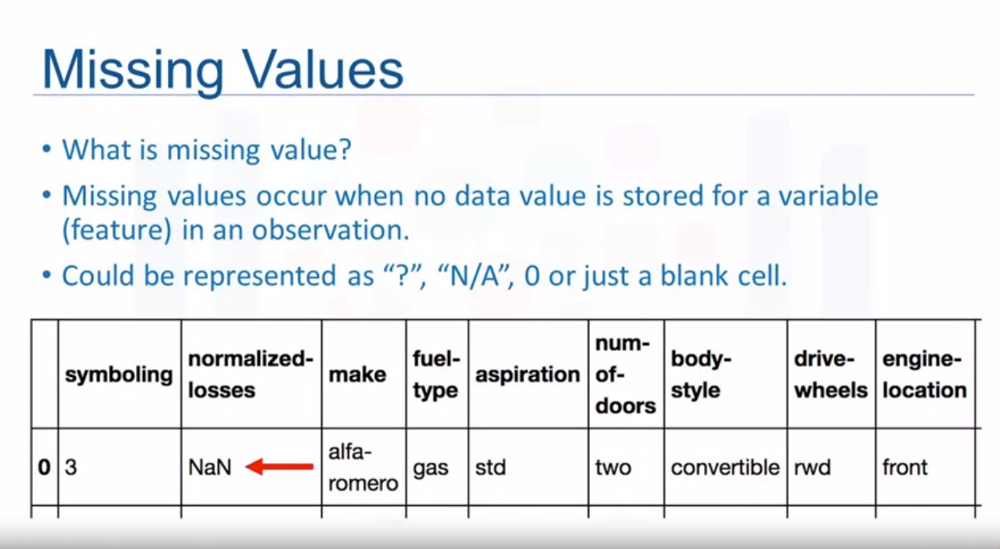 Missing Values
• What is missing value?
• Missing values occur when no data value is stored for a variable
(feature) in an observation.
• Could be represented as “?”, “N/A”, 0 or just a blank cell.
symboling normalized-losses make fuel-type aspiration num-of-doors body-style drive-wheels engine-location
0 3 NaN alfa-romero gas std two convertible rwd front